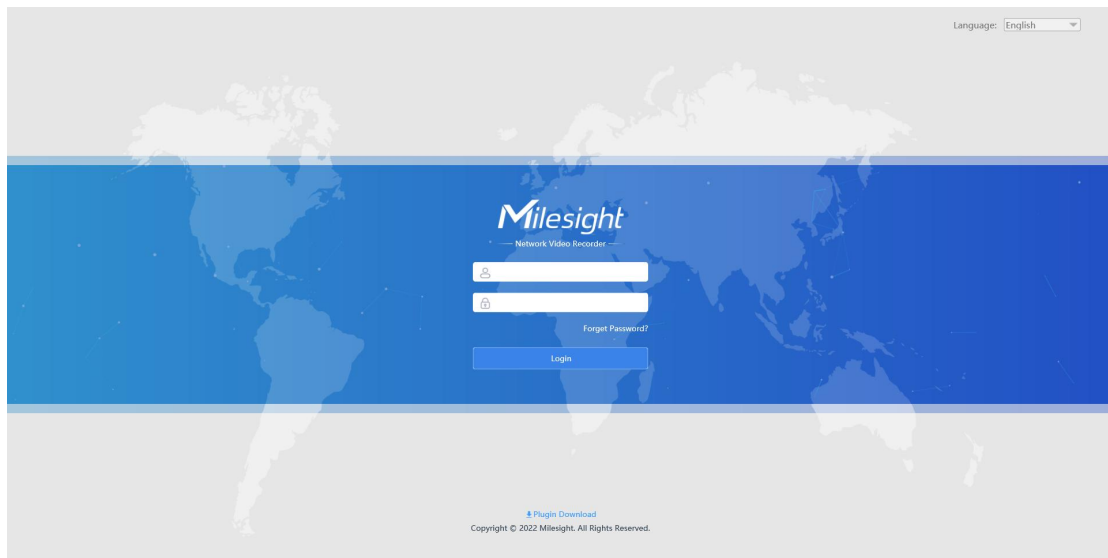 Language: English
Milesight
Network Video Recorder
Forget Password?
Login
Plugin Download
Copyright © 2022 Milesight. All Rights Reserved.